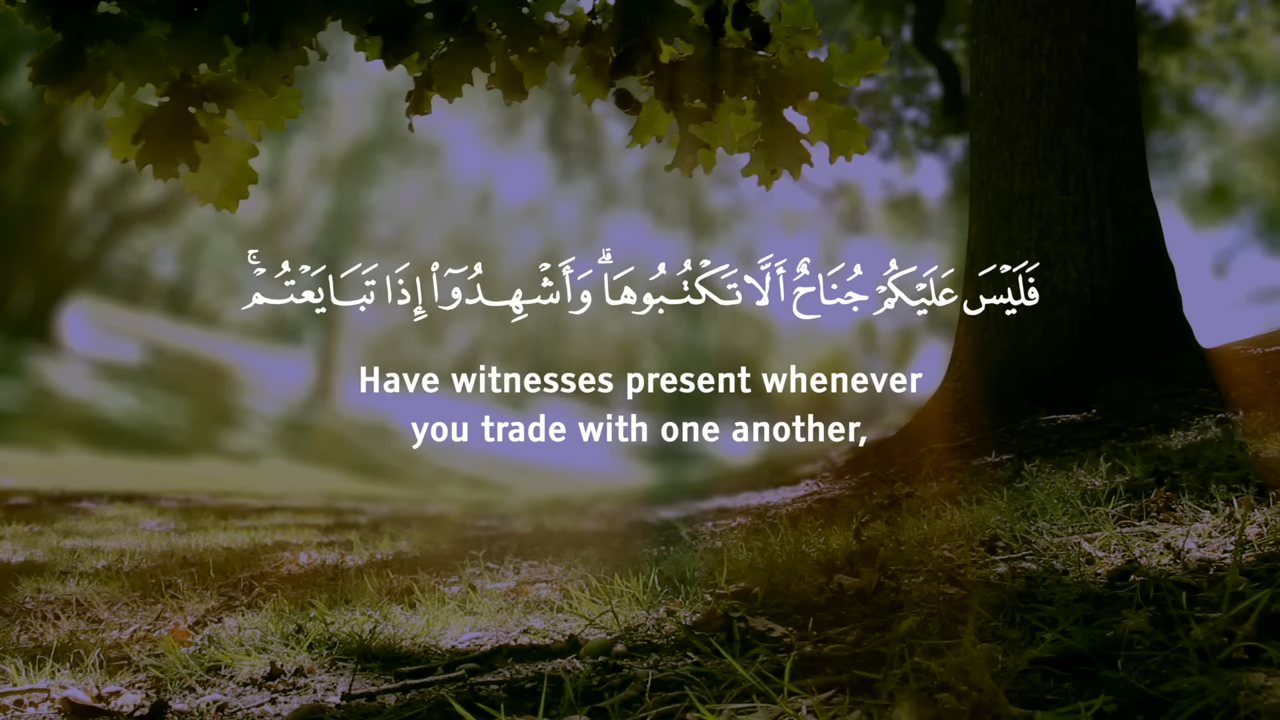 فَلَيْسَ عَلَيْكُمْ جُنَاحٌ أَلَّا تَكْتُبُوهَا ۗ وَأَشْهِدُوٓا۟ إِذَا تَبَايَعْتُمْ ۚ
Have witnesses present whenever
you trade with one another,